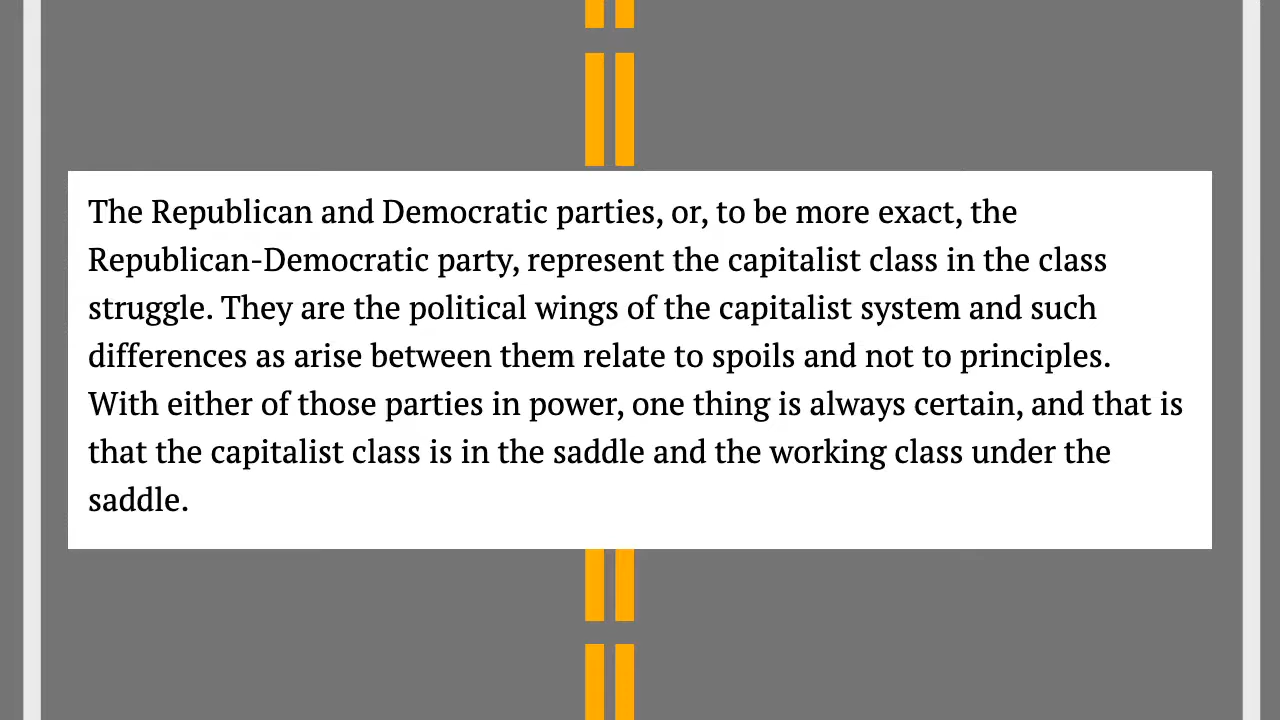 The Republican and Democratic parties, or, to be more exact, the
Republican-Democratic party, represent the capitalist class in the class
struggle. They are the political wings of the capitalist system and such
differences as arise between them relate to spoils and not to principles.
With either of those parties in power, one thing is always certain, and that is
that the capitalist class is in the saddle and the working class under the
saddle.